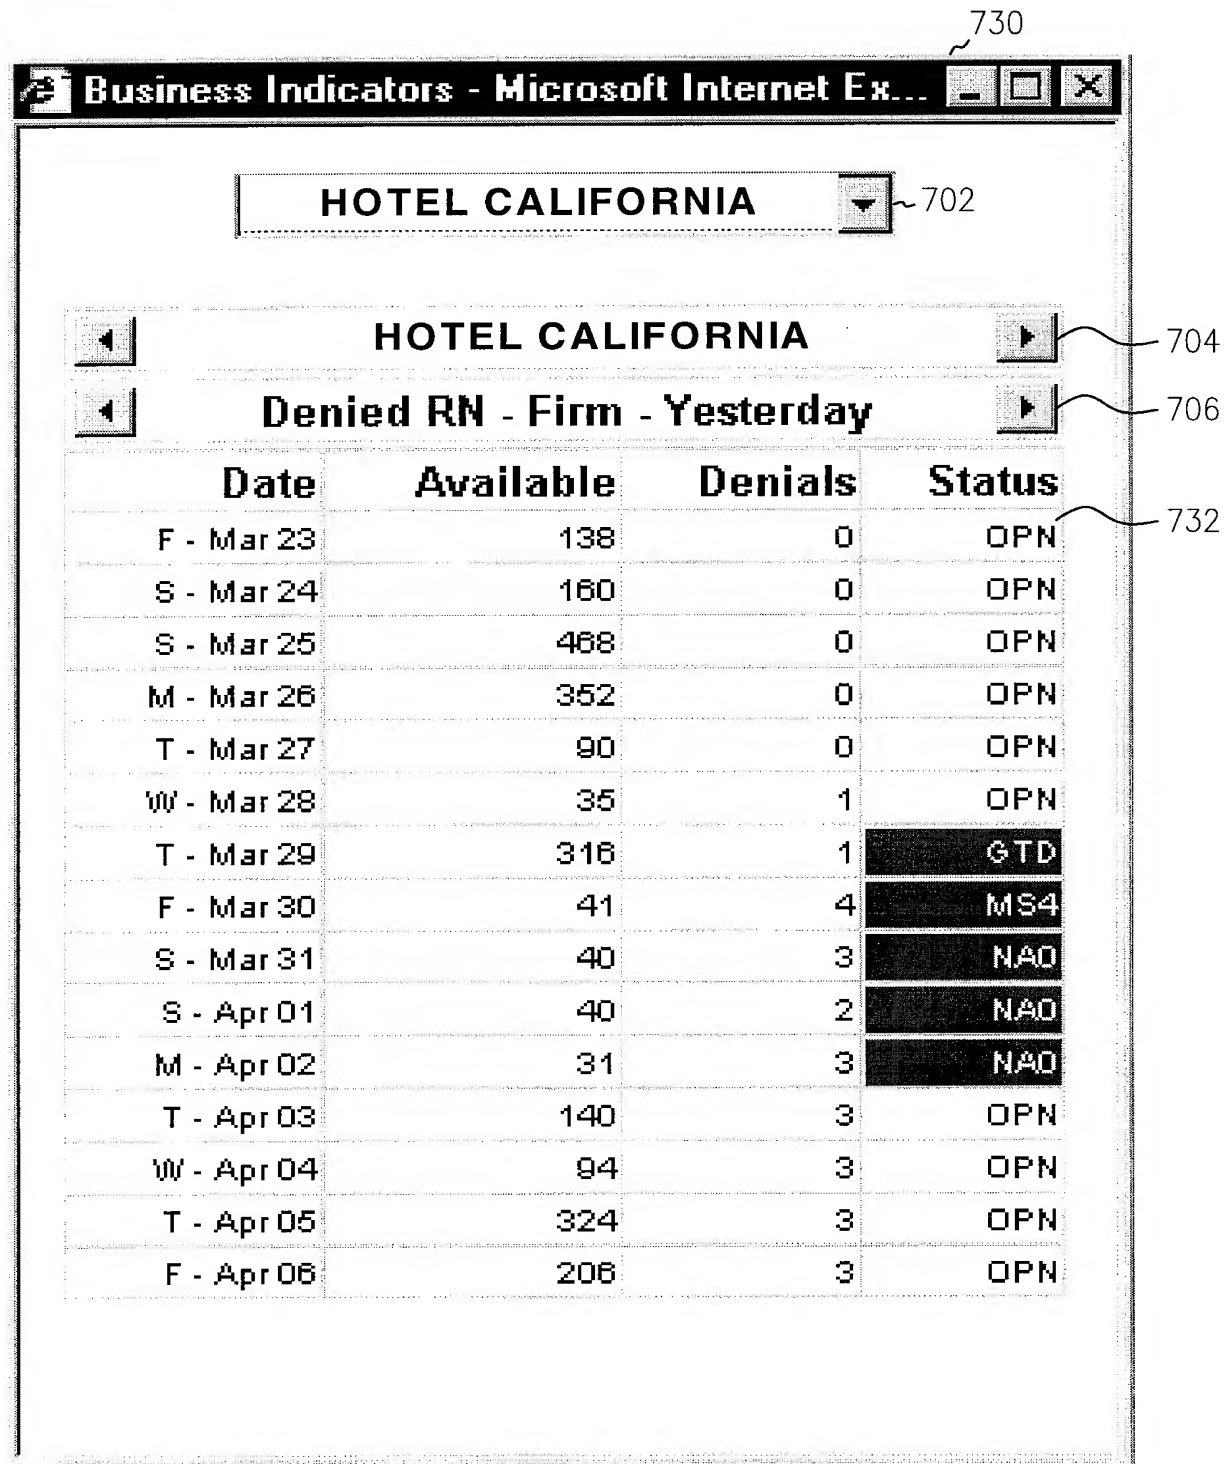 730
Business Indicators - Microsoft Internet Ex...
HOTEL CALIFORNIA 702
HOTEL CALIFORNIA 704
Denied RN - Firm - Yesterday 706
Date Available Denials Status
F - Mar 23 138 0 OPN 732
S - Mar 24 160 0 OPN
S - Mar 25 468 0 OPN
M - Mar 26 352 0 OPN
T - Mar 27 90 0 OPN
W - Mar 28 35 1 OPN
T - Mar 29 316 1 GTD
F - Mar 30 41 4 MS4
S - Mar 31 40 3 NAO
S - Apr 01 40 2 NAO
M - Apr 02 31 3 NAO
T - Apr 03 140 3 OPN
W - Apr 04 94 3 OPN
T - Apr 05 324 3 OPN
F - Apr 06 206 3 OPN